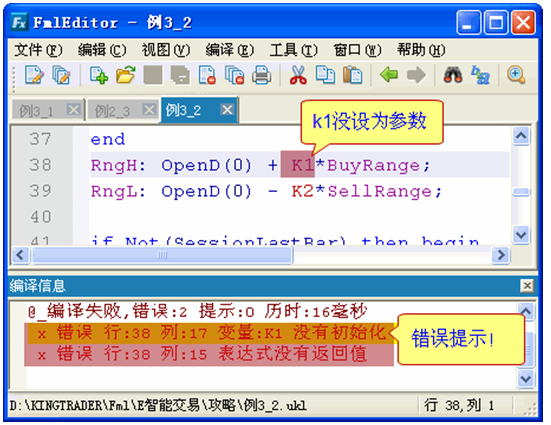 FmlEditor - 例3_2
文件(F) 编辑(C) 视图(V) 编译(E) 工具(T) 窗口(W) 帮助(H)
例3_1 例2_3 例3_2
k1没设为参数
37 end
38 RngH: OpenD(0) + K1*BuyRange;
39 RngL: OpenD(0) - K2*SellRange;
40
41 if Not(SessionLastBar) then begin
编译信息
@_编译失败,错误:2 提示:0 历时:16毫秒
x 错误 行:38 列:17 变量:K1 没有初始化
x 错误 行:38 列:15 表达式没有返回值
错误提示!
D:\KINGTRADER\Fml\E智能交易\攻略\例3_2.ukl 行 38,列 1